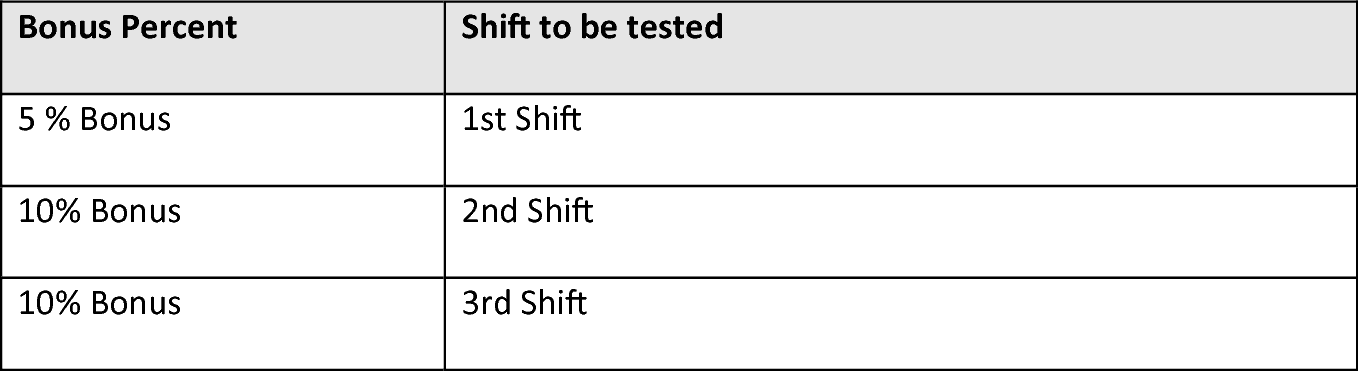 Bonus Percent Shift to be tested
5 % Bonus 1st Shift
10% Bonus 2nd Shift
10% Bonus 3rd Shift